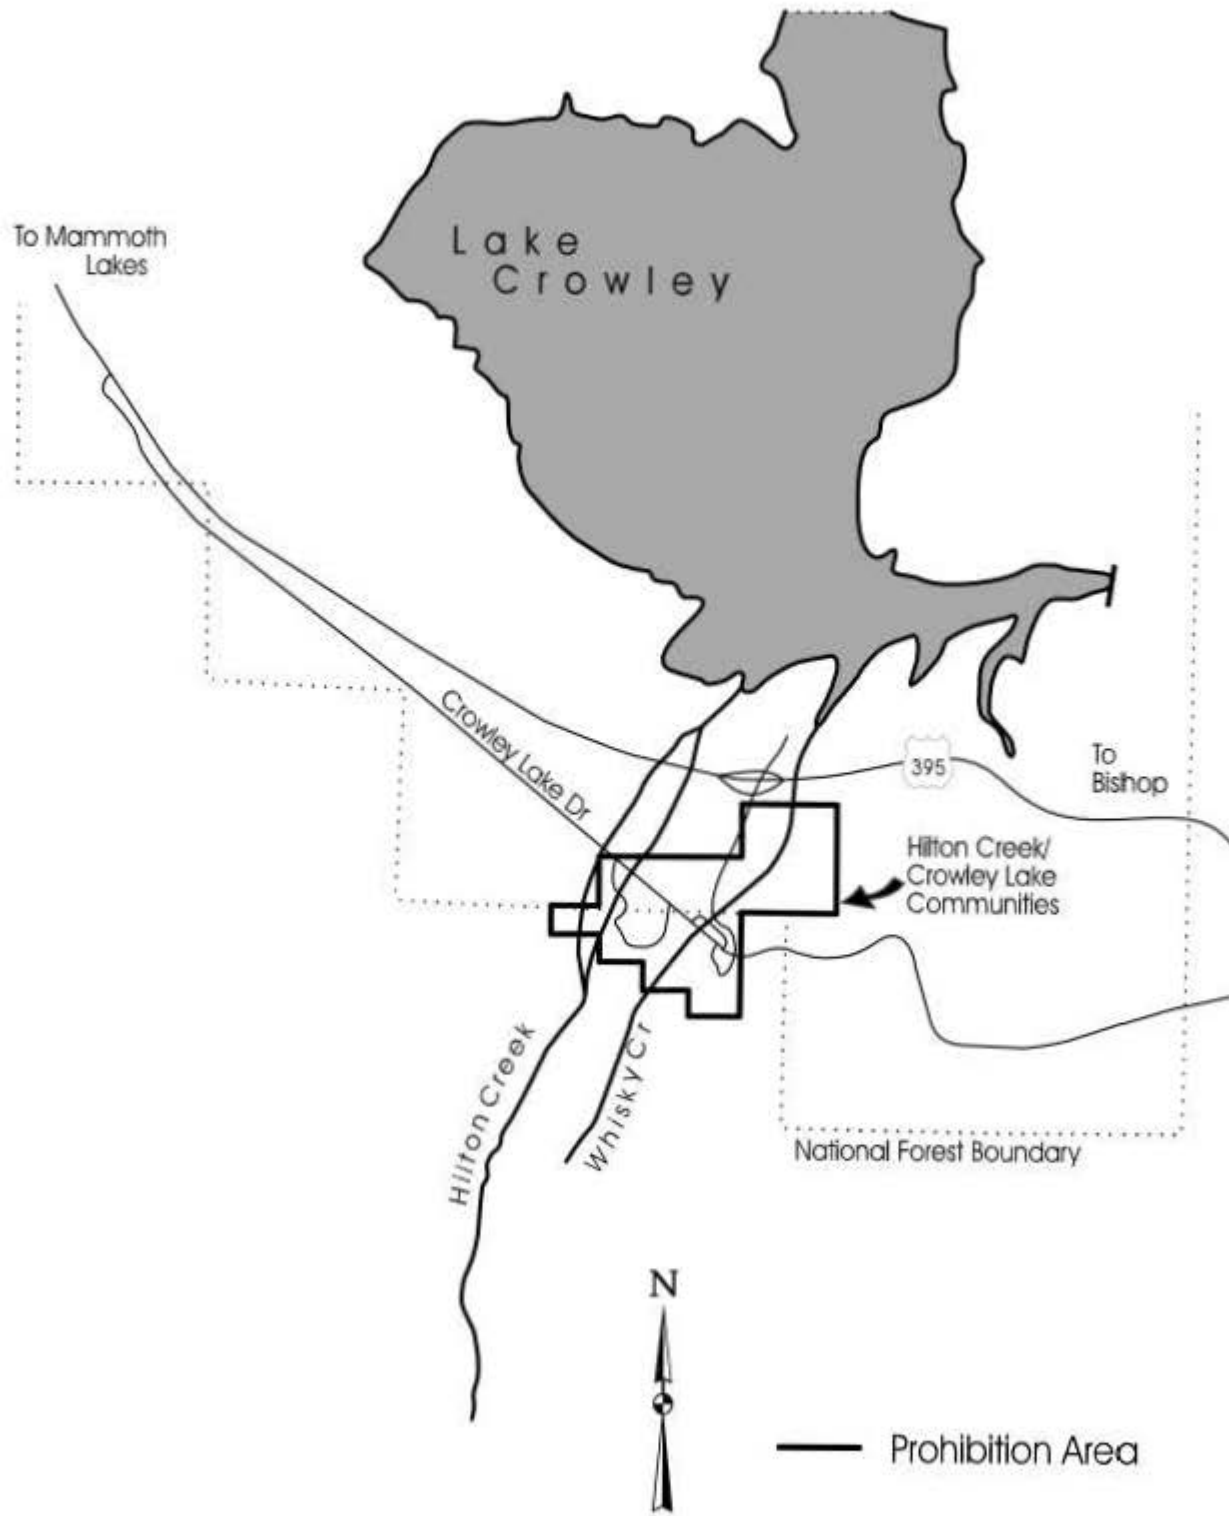 Lake
Crowley
To Mammoth
Lakes
Crowley Lake Dr
395
To
Bishop
Hilton Creek/
Crowley Lake
Communities
Hilton Creek
Whisky Cr
National Forest Boundary
N
Prohibition Area